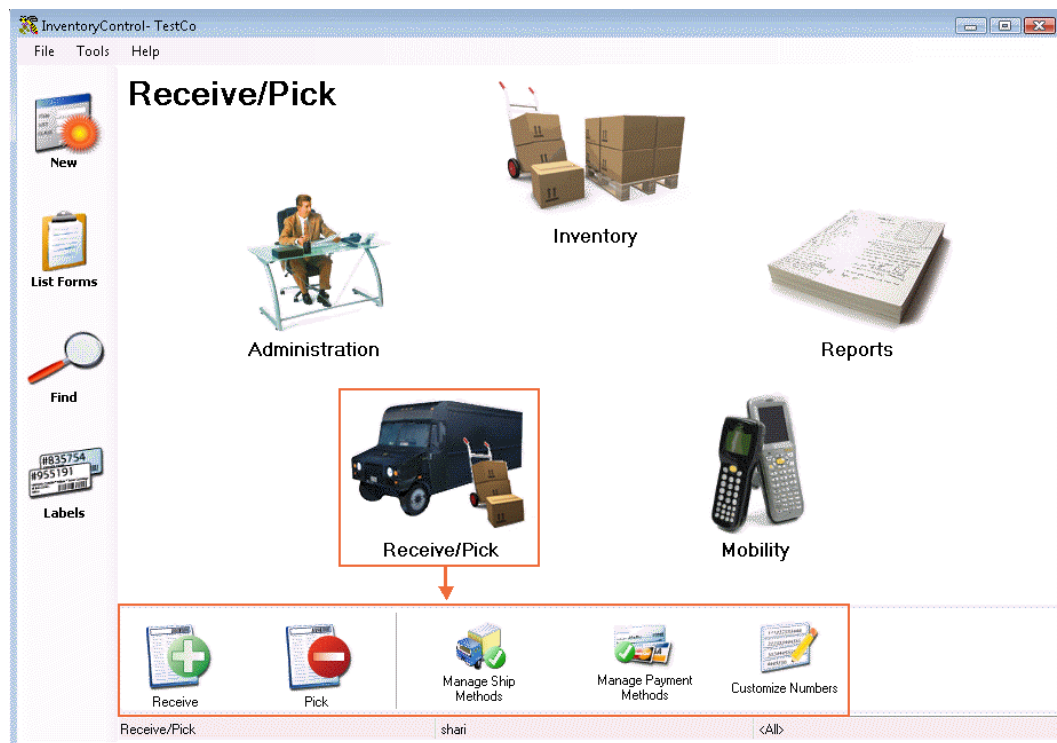 InventoryControl- TestCo
File Tools Help
Receive/Pick
New
List Forms
Find
#835754
#955191
Labels
Inventory
Administration
Reports
Receive/Pick
Mobility
Receive
Pick
Manage Ship
Methods
Manage Payment
Methods
Customize Numbers
Receive/Pick shari <All>